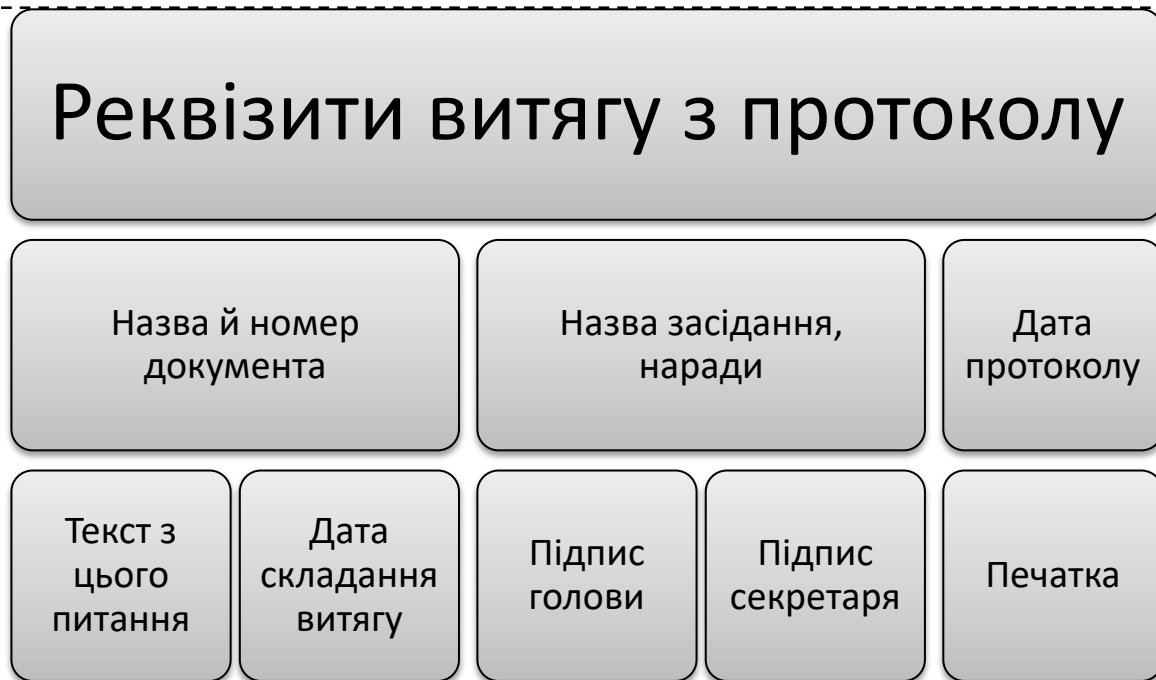 Реквізити витягу з протоколу
Назва й номер
документа
Назва засідання,
наради
Дата
протоколу
Текст з
цього
питання
Дата
складання
витягу
Підпис
голови
Підпис
секретаря
Печатка